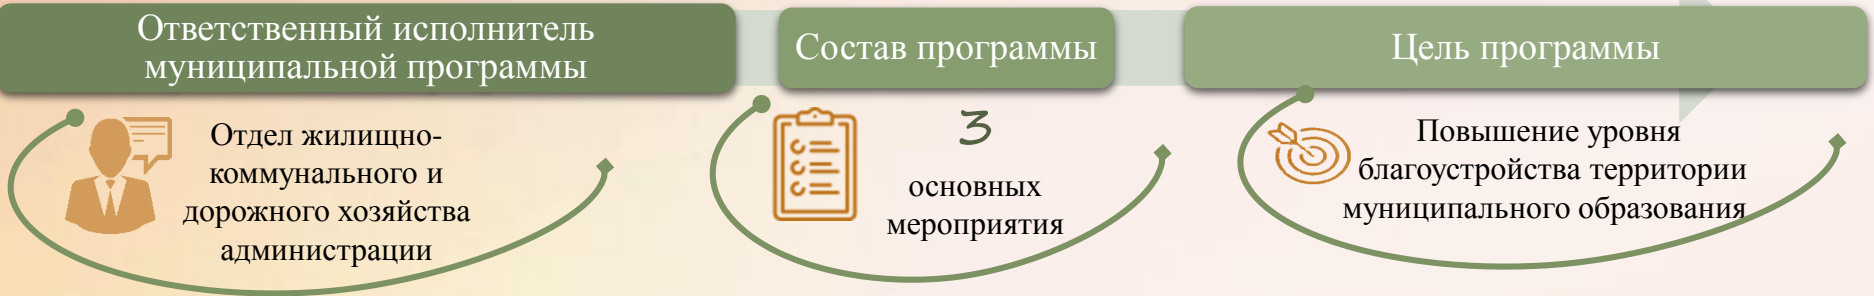 Ответственный исполнитель
муниципальной программы
Отдел жилищно-
коммунального и
дорожного хозяйства
администрации
Состав программы
3
основных
мероприятия
Цель программы
Повышение уровня
благоустройства территории
муниципального образования